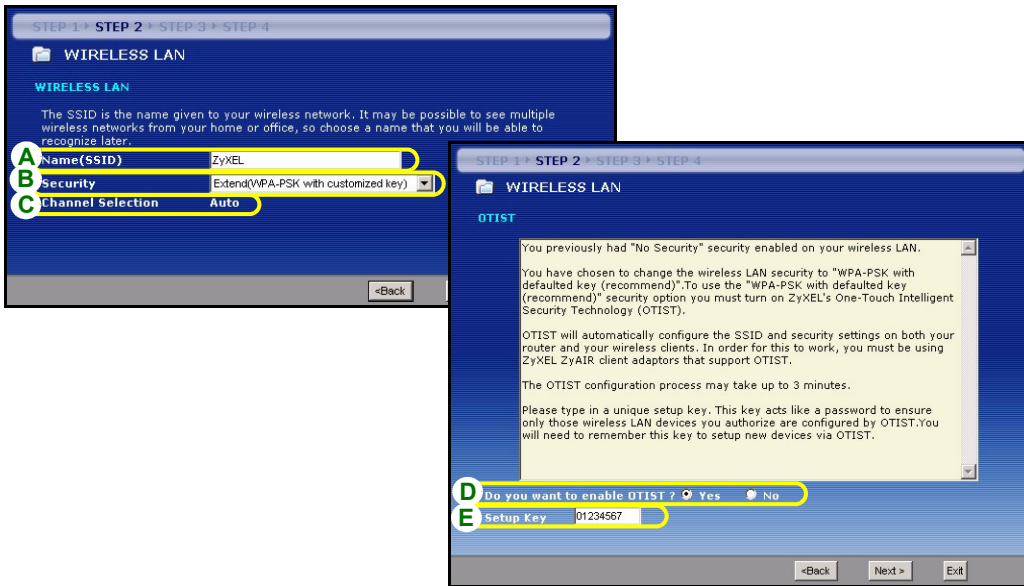 STEP 1 STEP 2 STEP 3 STEP 4
WIRELESS LAN
WIRELESS LAN
The SSID is the name given to your wireless network. It may be possible to see multiple
wireless networks from your home or office, so choose a name that you will be able to
recognize later.
A Name(SSID) ZyXEL
B Security Extend(WPA-PSK with customized key)
C Channel Selection Auto
<Back
STEP 1 STEP 2 STEP 3 STEP 4
WIRELESS LAN
OTIST
You previously had "No Security" security enabled on your wireless LAN.
You have chosen to change the wireless LAN security to "WPA-PSK with
defaulted key (recommend)".To use the "WPA-PSK with defaulted key
(recommend)" security option you must turn on ZyXEL's One-Touch Intelligent
Security Technology (OTIST).
OTIST will automatically configure the SSID and security settings on both your
router and your wireless clients. In order for this to work, you must be using
ZyXEL ZyAIR client adaptors that support OTIST.
The OTIST configuration process may take up to 3 minutes.
Please type in a unique setup key. This key acts like a password to ensure
only those wireless LAN devices you authorize are configured by OTIST.You
will need to remember this key to setup new devices via OTIST.
D Do you want to enable OTIST ? Yes No
E Setup Key 01234567
<Back Next > Exit